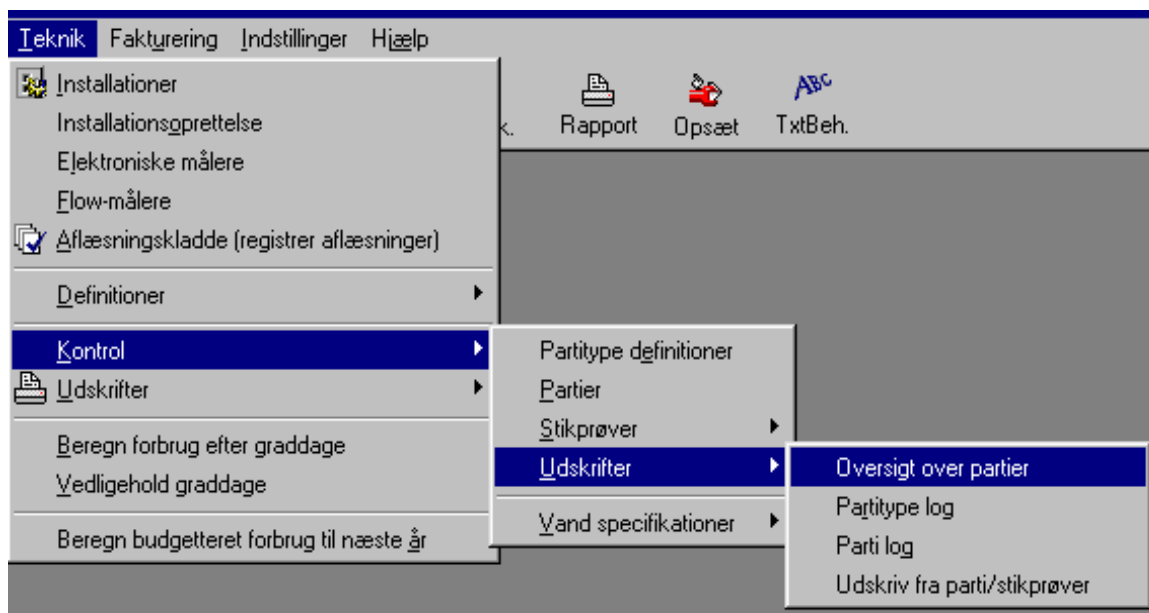 Teknik Fakturering Indstillinger Hjælp
k. Rapport Opsæt TxtBeh.
ABC
Installationer
Installationsoprettelse
Elektroniske målere
Flow-målere
Aflæsningskladde (registrer aflæsninger)
Definitioner
Kontrol
Udskrifter
Beregn forbrug efter graddage
Vedligehold graddage
Beregn budgetteret forbrug til næste år
Partitype definitioner
Partier
Stikprøver
Udskrifter
Vand specifikationer
Oversigt over partier
Partitype log
Parti log
Udskriv fra parti/stikprøver